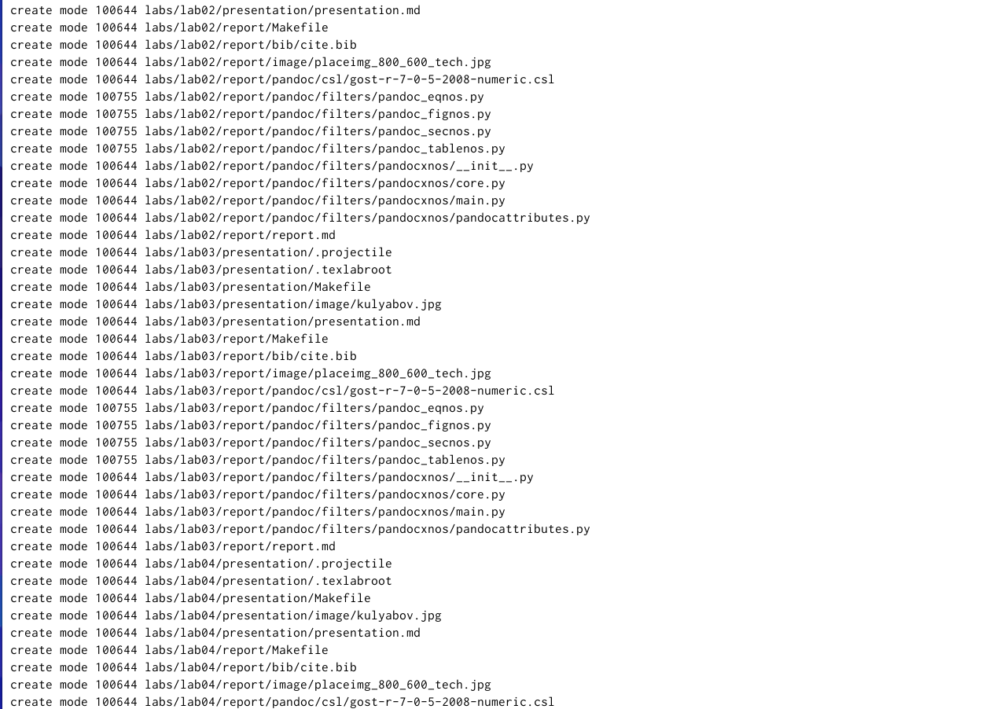 create mode 100644 labs/lab02/presentation/presentation.md
create mode 100644 labs/lab02/report/Makefile
create mode 100644 labs/lab02/report/bib/cite.bib
create mode 100644 labs/lab02/report/image/placeimg_800_600_tech.jpg
create mode 100644 labs/lab02/report/pandoc/csl/gost-r-7-0-5-2008-numeric.csl
create mode 100755 labs/lab02/report/pandoc/filters/pandoc_eqnos.py
create mode 100755 labs/lab02/report/pandoc/filters/pandoc_fignos.py
create mode 100755 labs/lab02/report/pandoc/filters/pandoc_secnos.py
create mode 100755 labs/lab02/report/pandoc/filters/pandoc_tablenos.py
create mode 100644 labs/lab02/report/pandoc/filters/pandocxnos/__init__.py
create mode 100644 labs/lab02/report/pandoc/filters/pandocxnos/core.py
create mode 100644 labs/lab02/report/pandoc/filters/pandocxnos/main.py
create mode 100644 labs/lab02/report/pandoc/filters/pandocxnos/pandocattributes.py
create mode 100644 labs/lab02/report/report.md
create mode 100644 labs/lab03/presentation/.projectile
create mode 100644 labs/lab03/presentation/.texlabroot
create mode 100644 labs/lab03/presentation/Makefile
create mode 100644 labs/lab03/presentation/image/kulyabov.jpg
create mode 100644 labs/lab03/presentation/presentation.md
create mode 100644 labs/lab03/report/Makefile
create mode 100644 labs/lab03/report/bib/cite.bib
create mode 100644 labs/lab03/report/image/placeimg_800_600_tech.jpg
create mode 100644 labs/lab03/report/pandoc/csl/gost-r-7-0-5-2008-numeric.csl
create mode 100755 labs/lab03/report/pandoc/filters/pandoc_eqnos.py
create mode 100755 labs/lab03/report/pandoc/filters/pandoc_fignos.py
create mode 100755 labs/lab03/report/pandoc/filters/pandoc_secnos.py
create mode 100755 labs/lab03/report/pandoc/filters/pandoc_tablenos.py
create mode 100644 labs/lab03/report/pandoc/filters/pandocxnos/__init__.py
create mode 100644 labs/lab03/report/pandoc/filters/pandocxnos/core.py
create mode 100644 labs/lab03/report/pandoc/filters/pandocxnos/main.py
create mode 100644 labs/lab03/report/pandoc/filters/pandocxnos/pandocattributes.py
create mode 100644 labs/lab03/report/report.md
create mode 100644 labs/lab04/presentation/.projectile
create mode 100644 labs/lab04/presentation/.texlabroot
create mode 100644 labs/lab04/presentation/Makefile
create mode 100644 labs/lab04/presentation/image/kulyabov.jpg
create mode 100644 labs/lab04/presentation/presentation.md
create mode 100644 labs/lab04/report/Makefile
create mode 100644 labs/lab04/report/bib/cite.bib
create mode 100644 labs/lab04/report/image/placeimg_800_600_tech.jpg
create mode 100644 labs/lab04/report/pandoc/csl/gost-r-7-0-5-2008-numeric.csl